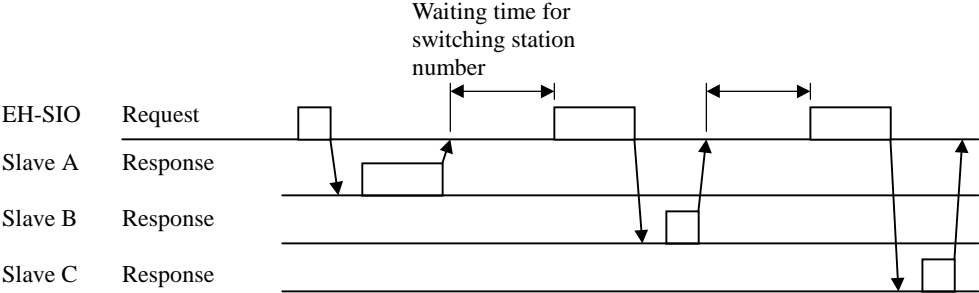 Waiting time for
switching station
number
EH-SIO Request
Slave A Response
Slave B Response
Slave C Response